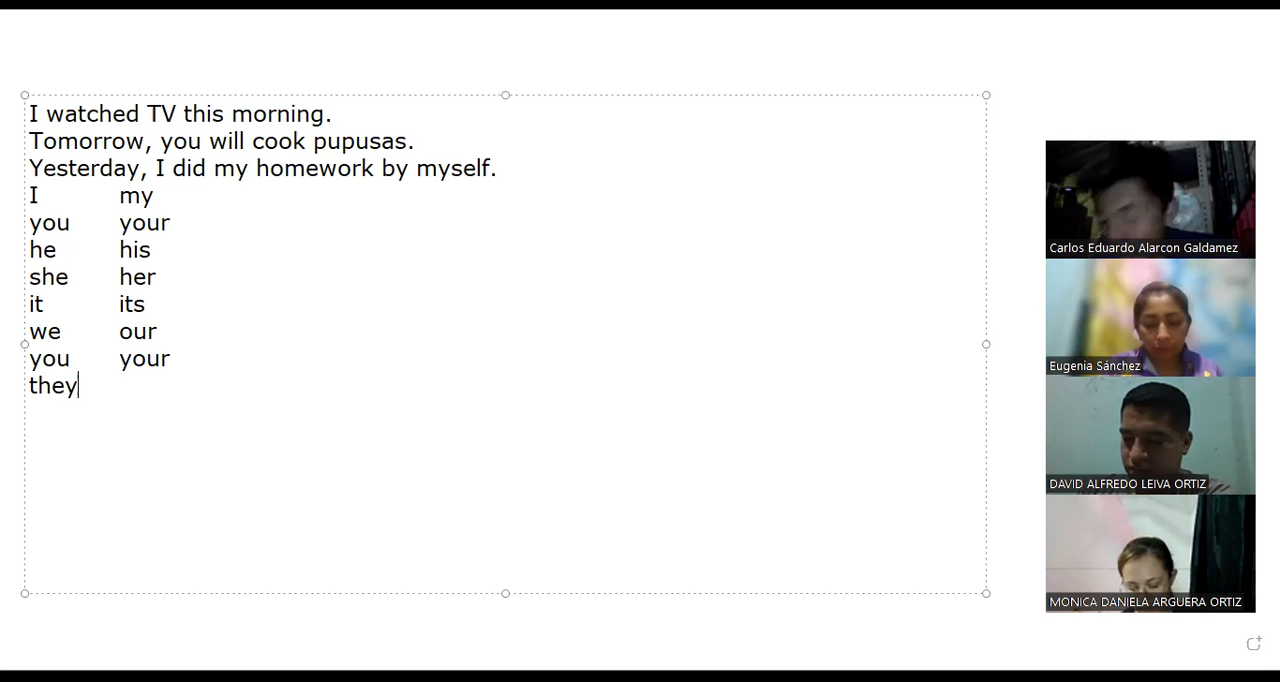 I watched TV this morning.
Tomorrow, you will cook pupusas.
Yesterday, I did my homework by myself.
I my
you your
he his
she her
it its
we our
you your
they
Carlos Eduardo Alarcon Galdamez
Eugenia Sánchez
DAVID ALFREDO LEIVA ORTIZ
MONICA DANIELA ARGUERA ORTIZ